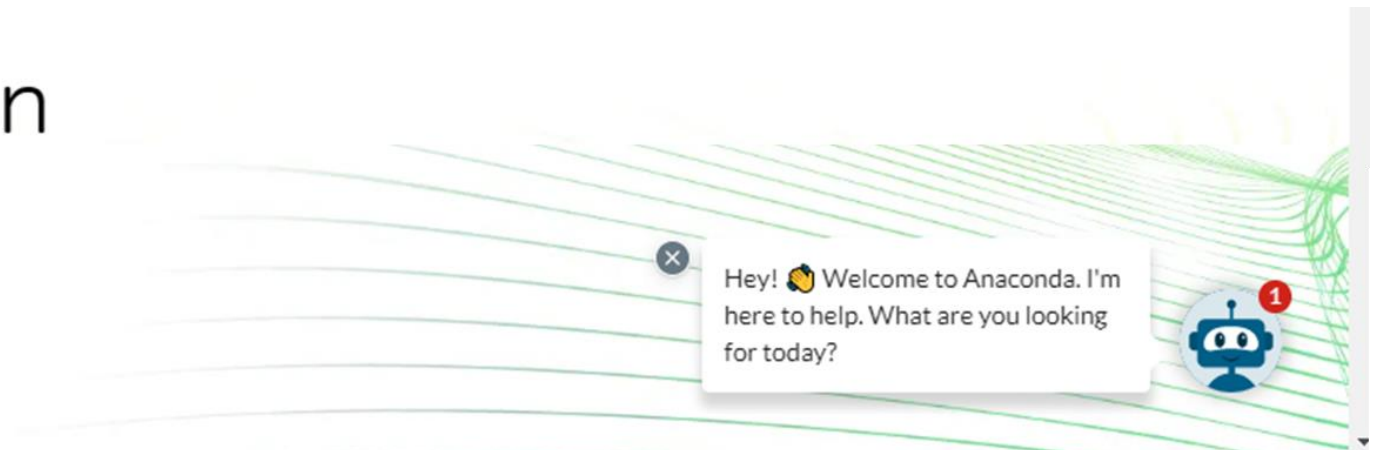 n
Hey! 👋 Welcome to Anaconda. I'm
here to help. What are you looking
for today?
1